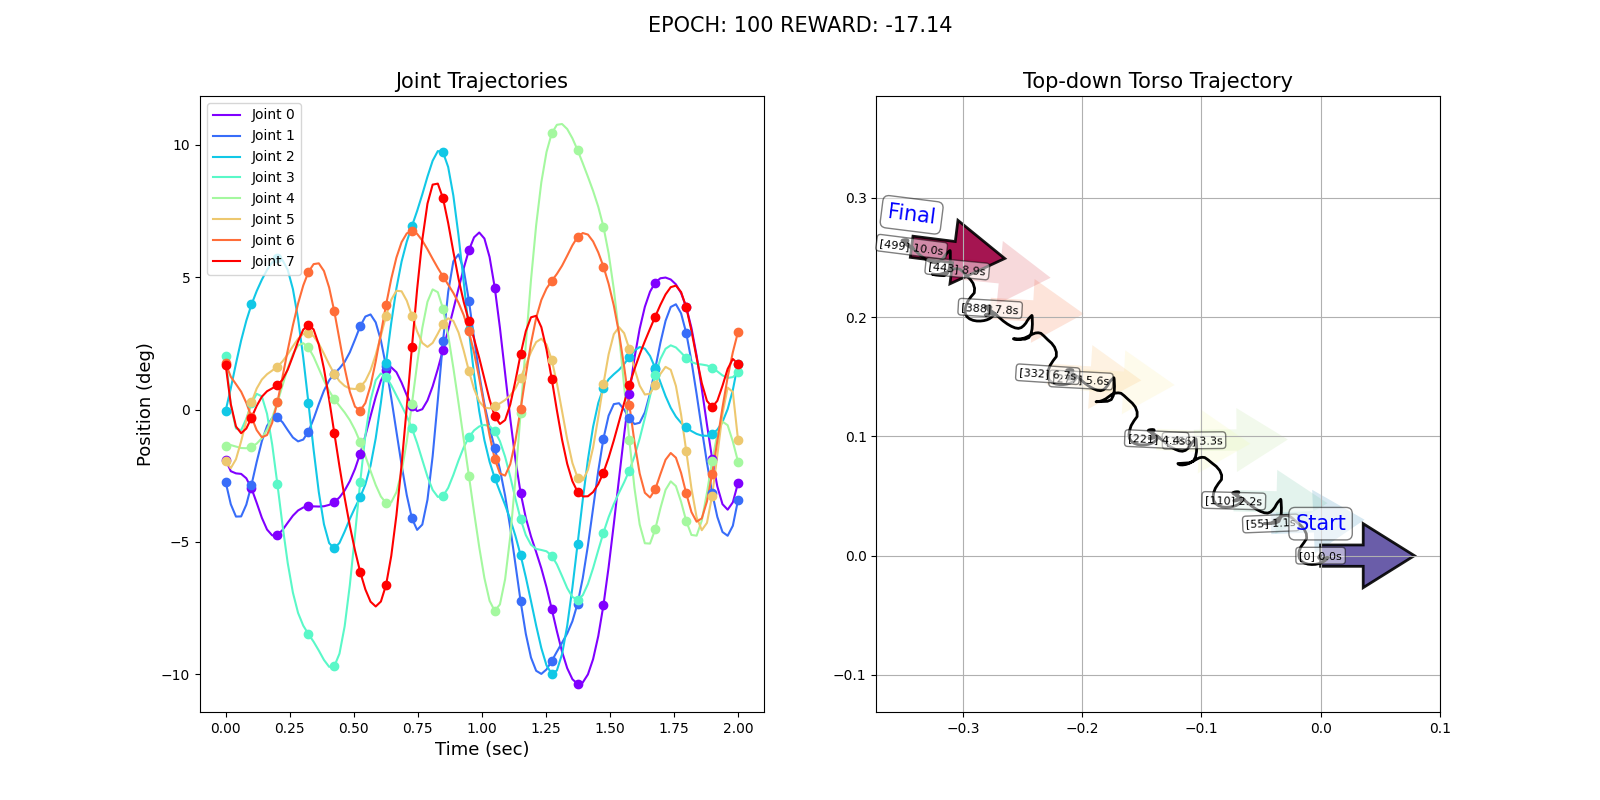 EPOCH: 100 REWARD: -17.14
Joint Trajectories
Joint 0
Joint 1
Joint 2
Joint 3
Joint 4
Joint 5
Joint 6
Joint 7
Position (deg)
10
5
0
−5
−10
0.00 0.25 0.50 0.75 1.00 1.25 1.50 1.75 2.00
Time (sec)
Top-down Torso Trajectory
0.3
0.2
0.1
0.0
−0.1
−0.3 −0.2 −0.1 0.0 0.1
Final
[499] 10.0s
[443] 8.9s
[388] 7.8s
[332] 6.7s
5.6s
[221] 4.4s
3.3s
[110] 2.2s
[55] 1.1s
Start
[0] 0.0s